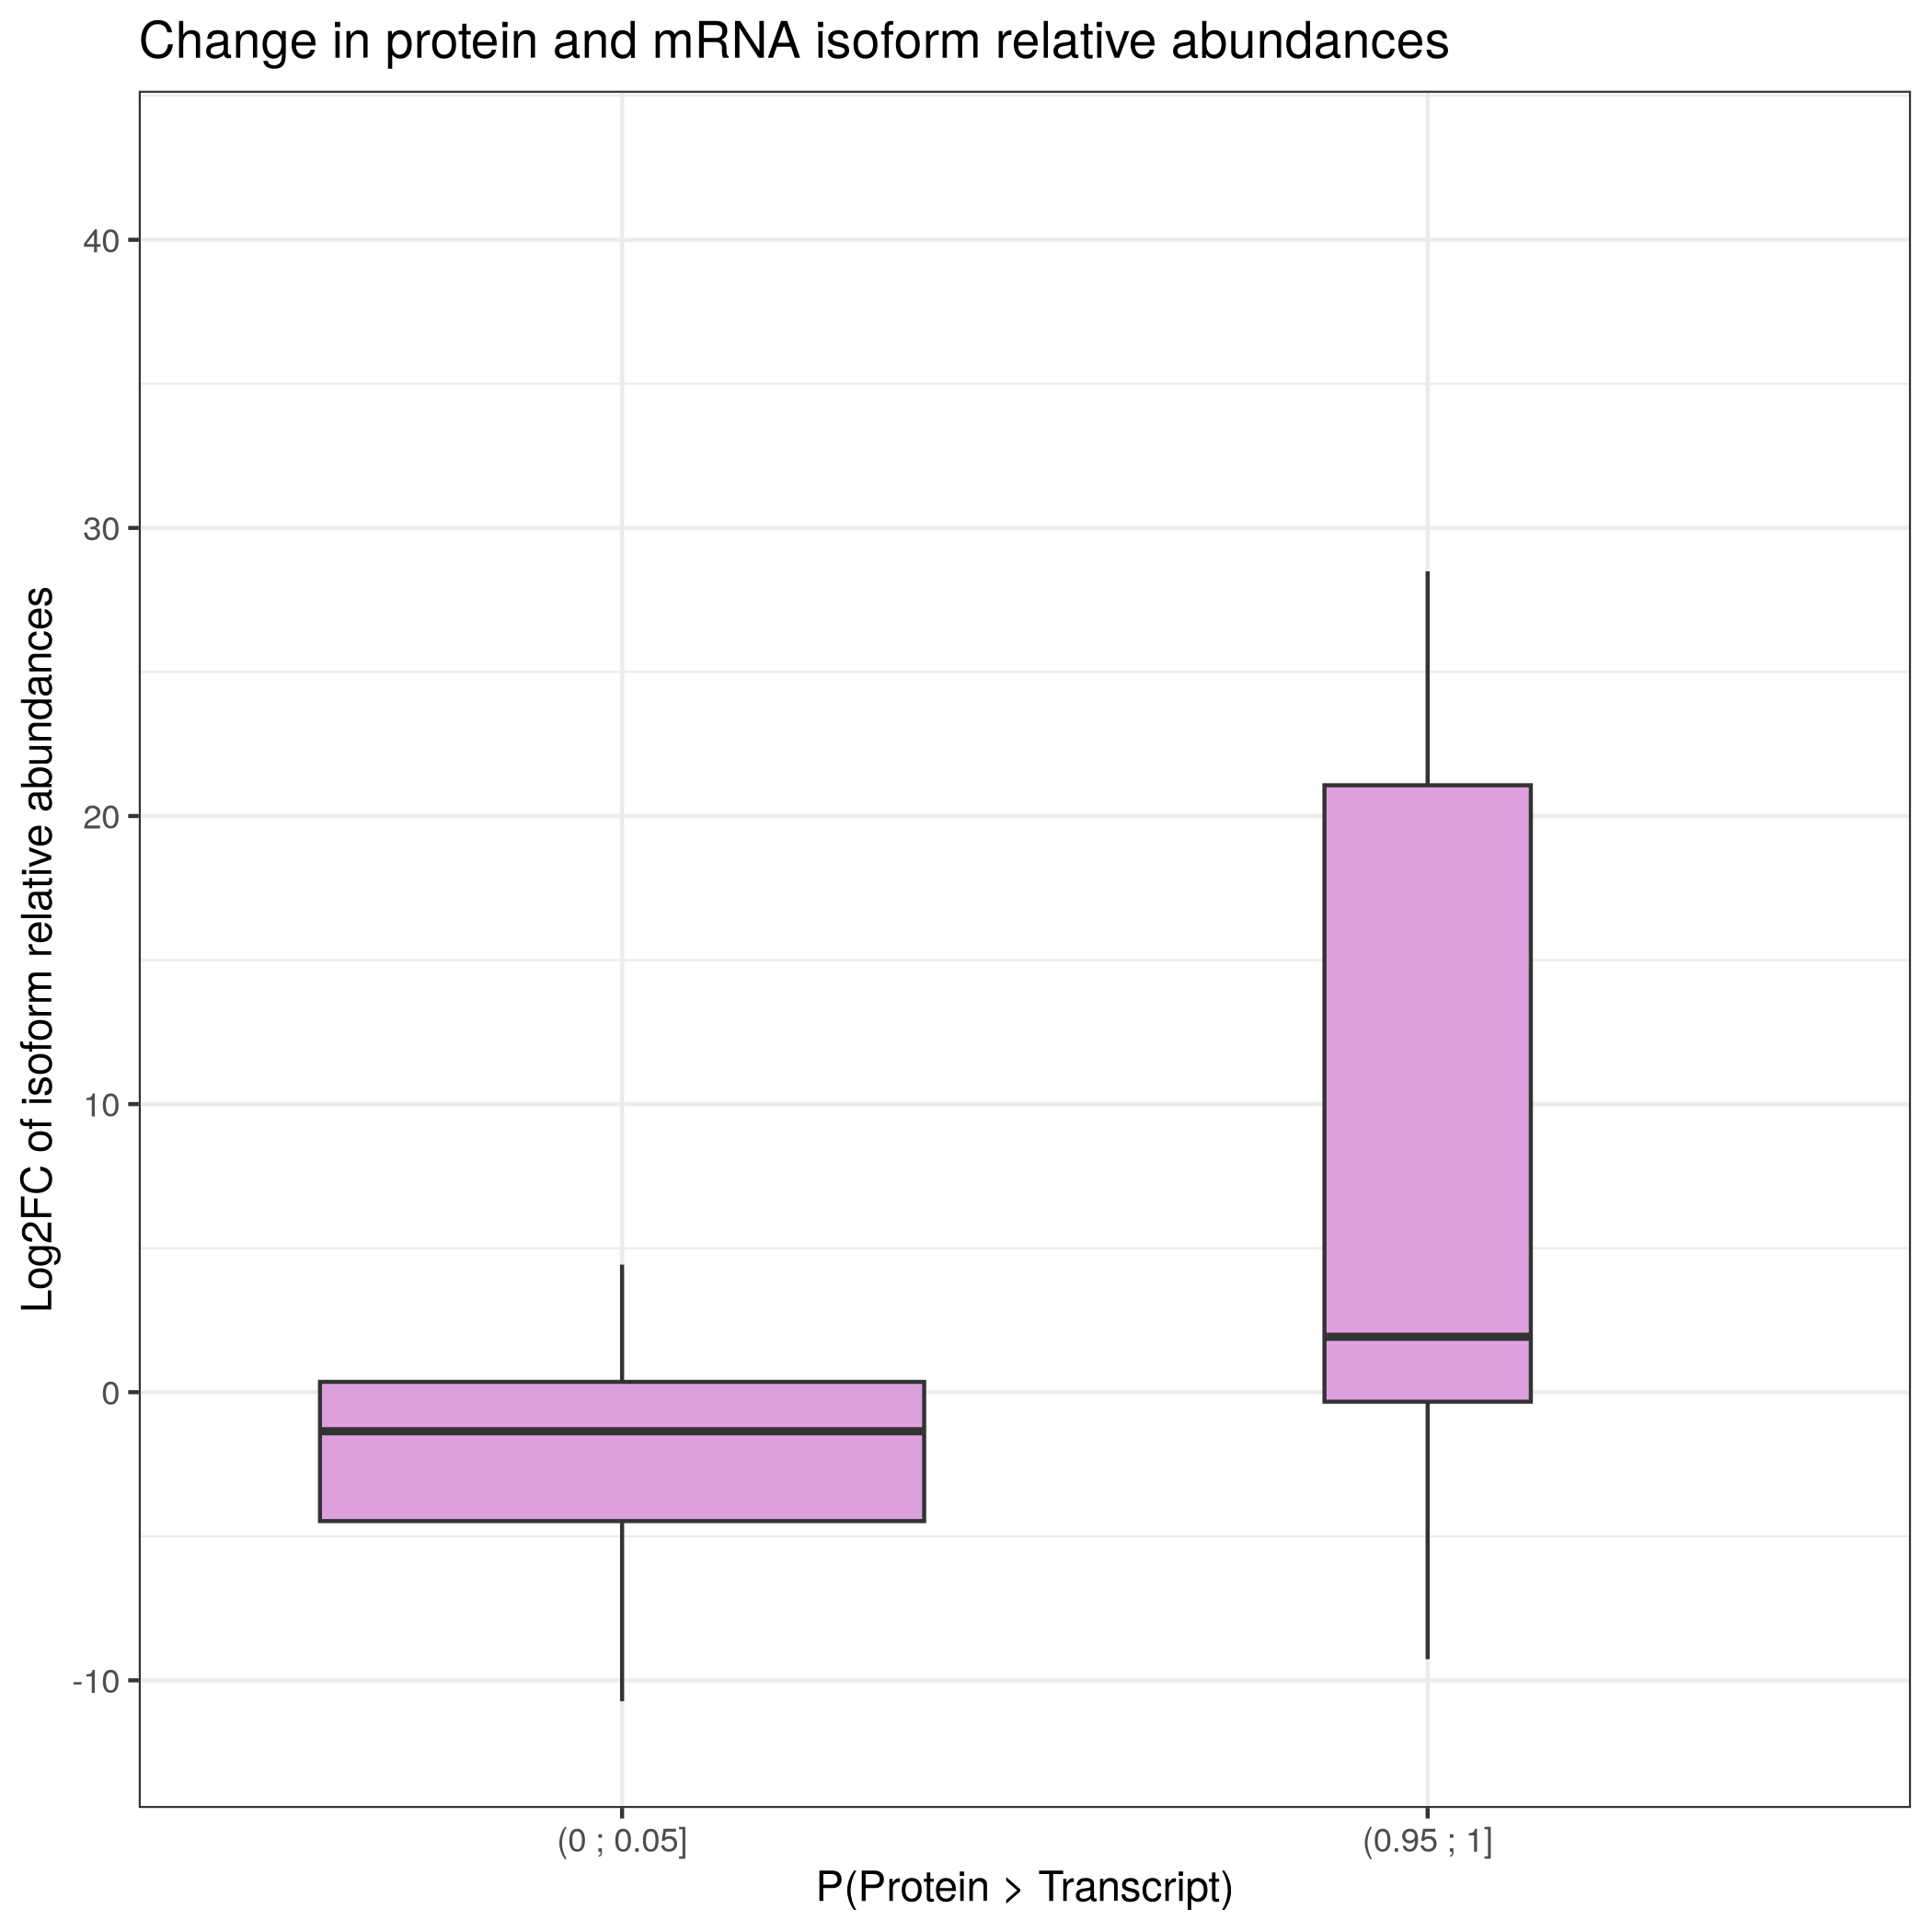 Change in protein and mRNA isoform relative abundances
Log2FC of isoform relative abundances
40
30
20
10
0
-10
(0 ; 0.05]
(0.95 ; 1]
P(Protein > Transcript)